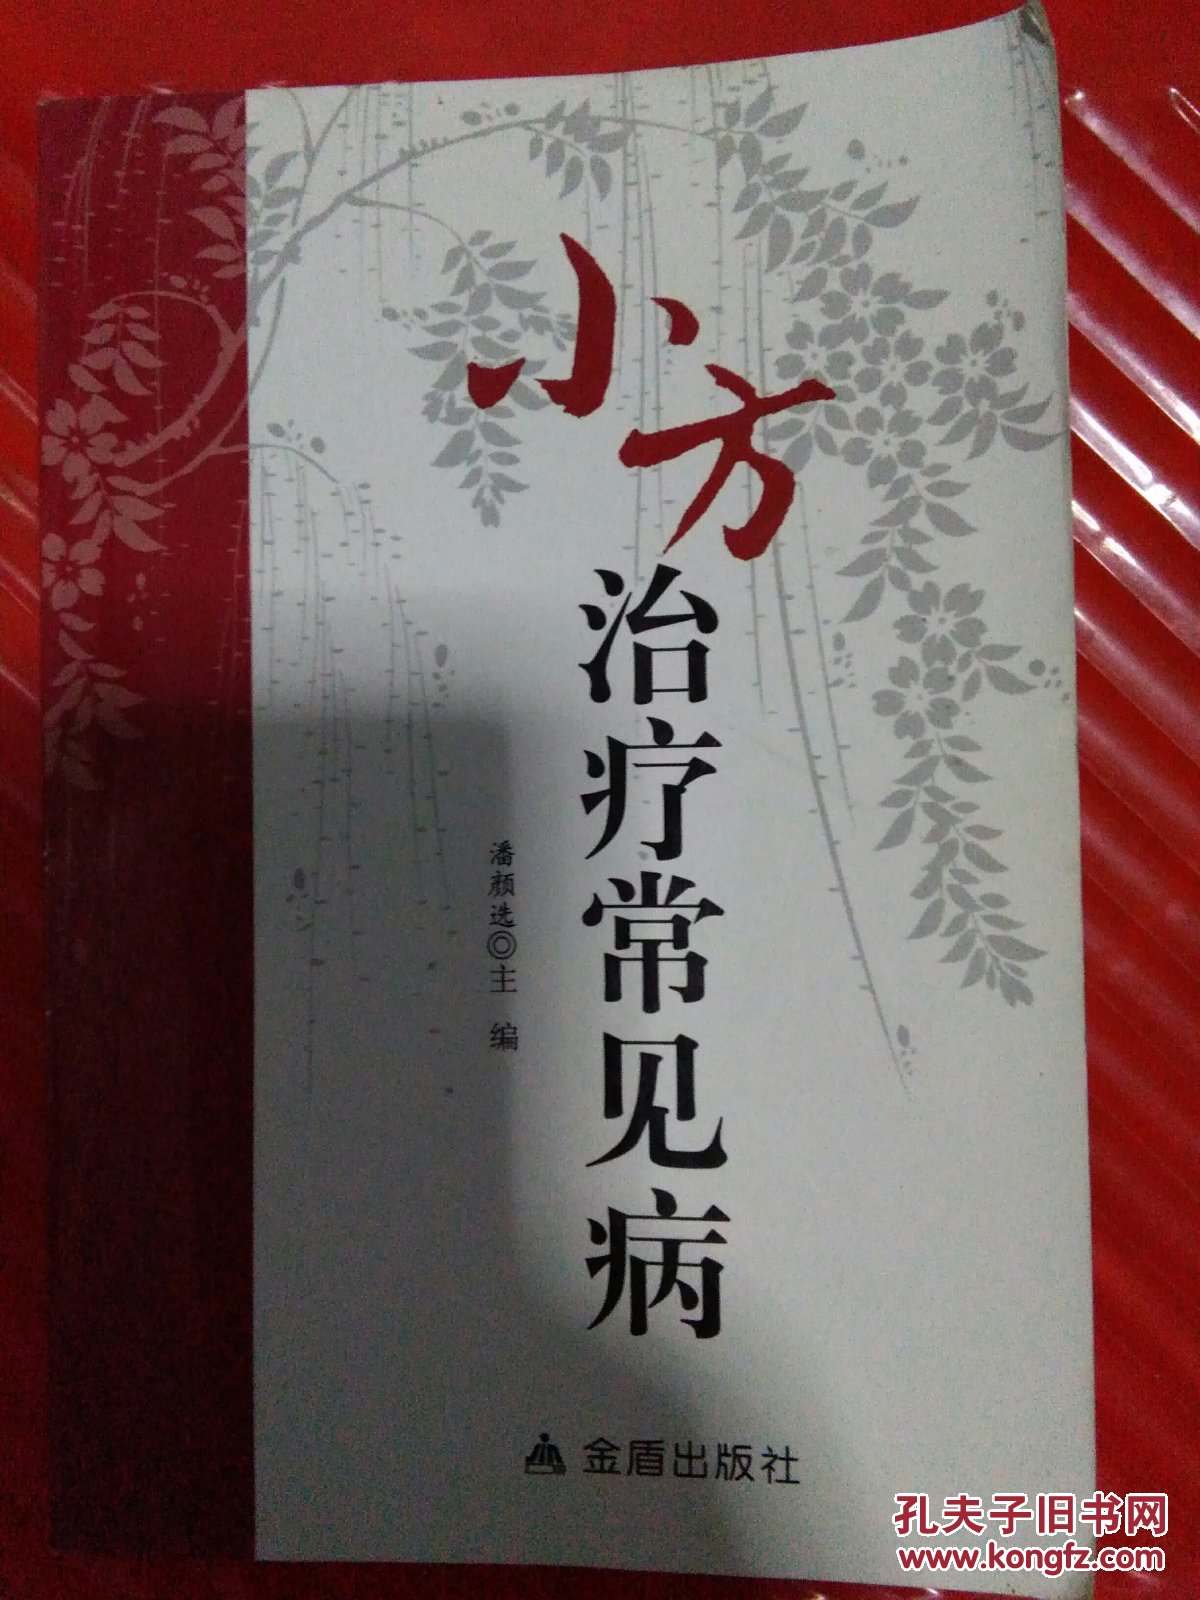 小方
治疗常见病
潘颜选◎主 编
金盾出版社
孔夫子旧书网
www.kongfz.com